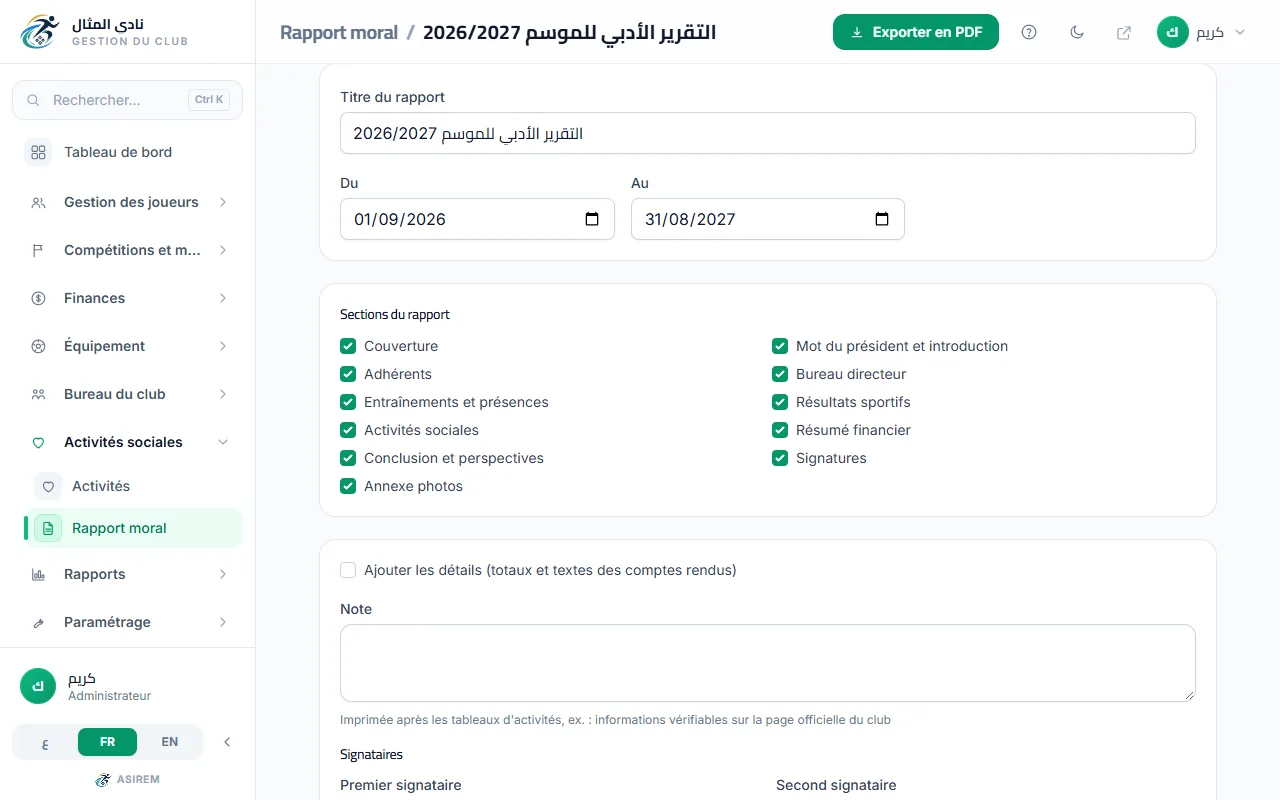 نادي المثال
GESTION DU CLUB
Rechercher...
Ctrl K
Tableau de bord
Gestion des joueurs
Compétitions et m...
Finances
Équipement
Bureau du club
Activités sociales
Activités
Rapport moral
Rapports
Paramétrage
ك
كريم
Administrateur
ع
FR
EN
ASIREM
Rapport moral / التقرير الأدبي للموسم 2026/2027
Exporter en PDF
ك
كريم
Titre du rapport
التقرير الأدبي للموسم 2026/2027
Du
Au
01/09/2026
31/08/2027
Sections du rapport
Couverture
Mot du président et introduction
Adhérents
Bureau directeur
Entraînements et présences
Résultats sportifs
Activités sociales
Résumé financier
Conclusion et perspectives
Signatures
Annexe photos
Ajouter les détails (totaux et textes des comptes rendus)
Note
Imprimée après les tableaux d'activités, ex. : informations vérifiables sur la page officielle du club
Signataires
Premier signataire
Second signataire